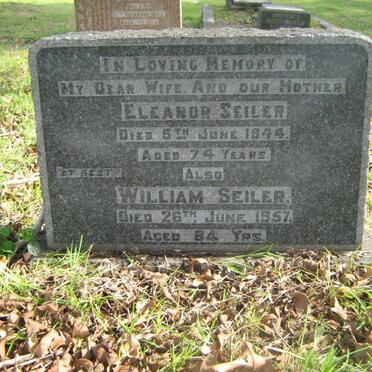 In Loving Memory of
My Dear Wife, And Our Mother
Eleanor Seiler
Died 5th June 1944.
Aged 74 Years.
Also
At Rest.
William Seiler,
Died 26th June 1957,
Aged 84 Yrs.